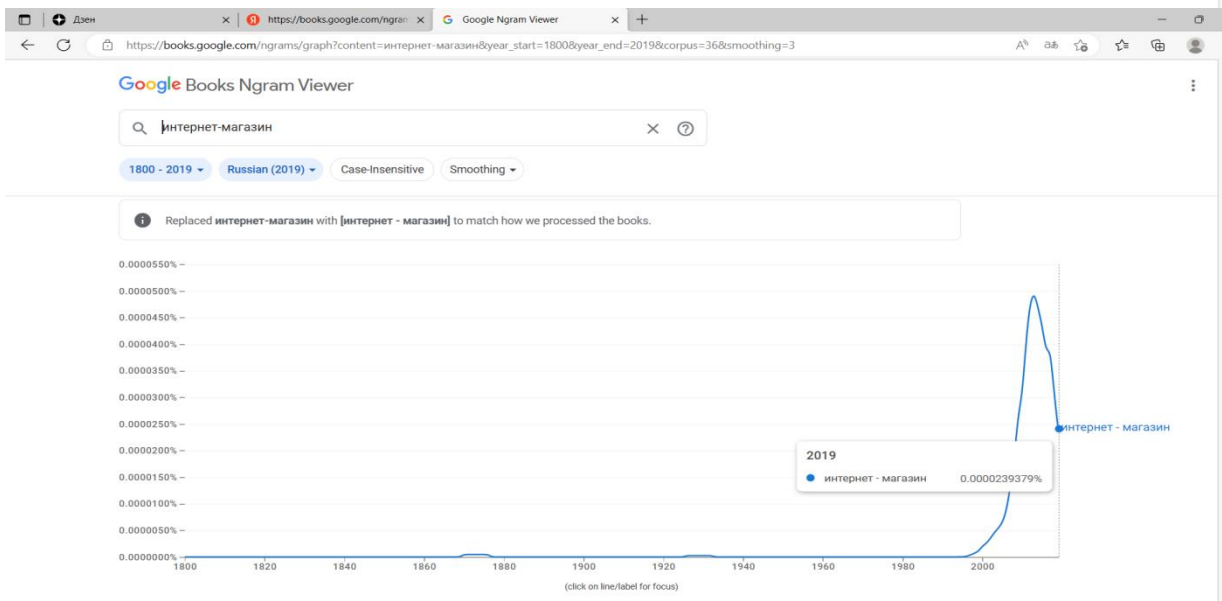 Дзен
https://books.google.com/ngran
Google Ngram Viewer
https://books.google.com/ngrams/graph?content=интернет-магазин&year_start=1800&year_end=2019&corpus=36&smoothing=3
Google Books Ngram Viewer
интернет-магазин
1800 - 2019
Russian (2019)
Case-Insensitive
Smoothing
Replaced интернет-магазин with [интернет - магазин] to match how we processed the books.
0.0000550%
0.0000500%
0.0000450%
0.0000400%
0.0000350%
0.0000300%
0.0000250%
0.0000200%
0.0000150%
0.0000100%
0.0000050%
0.0000000%
интернет - магазин
2019
интернет - магазин 0.0000239379%
1800 1820 1840 1860 1880 1900 1920 1940 1960 1980 2000
(click on line/label for focus)